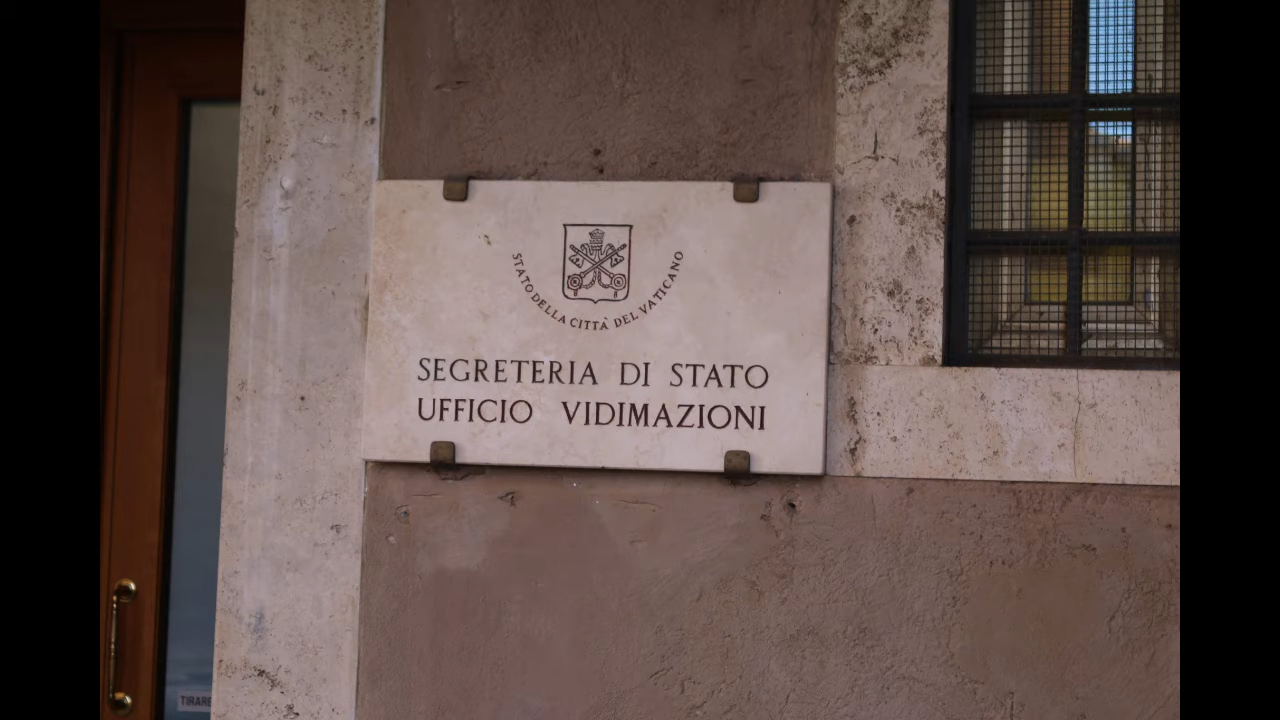 STATO DELLA CITTÀ DEL VATICANO
SEGRETERIA DI STATO
UFFICIO VIDIMAZIONI
TIRARE